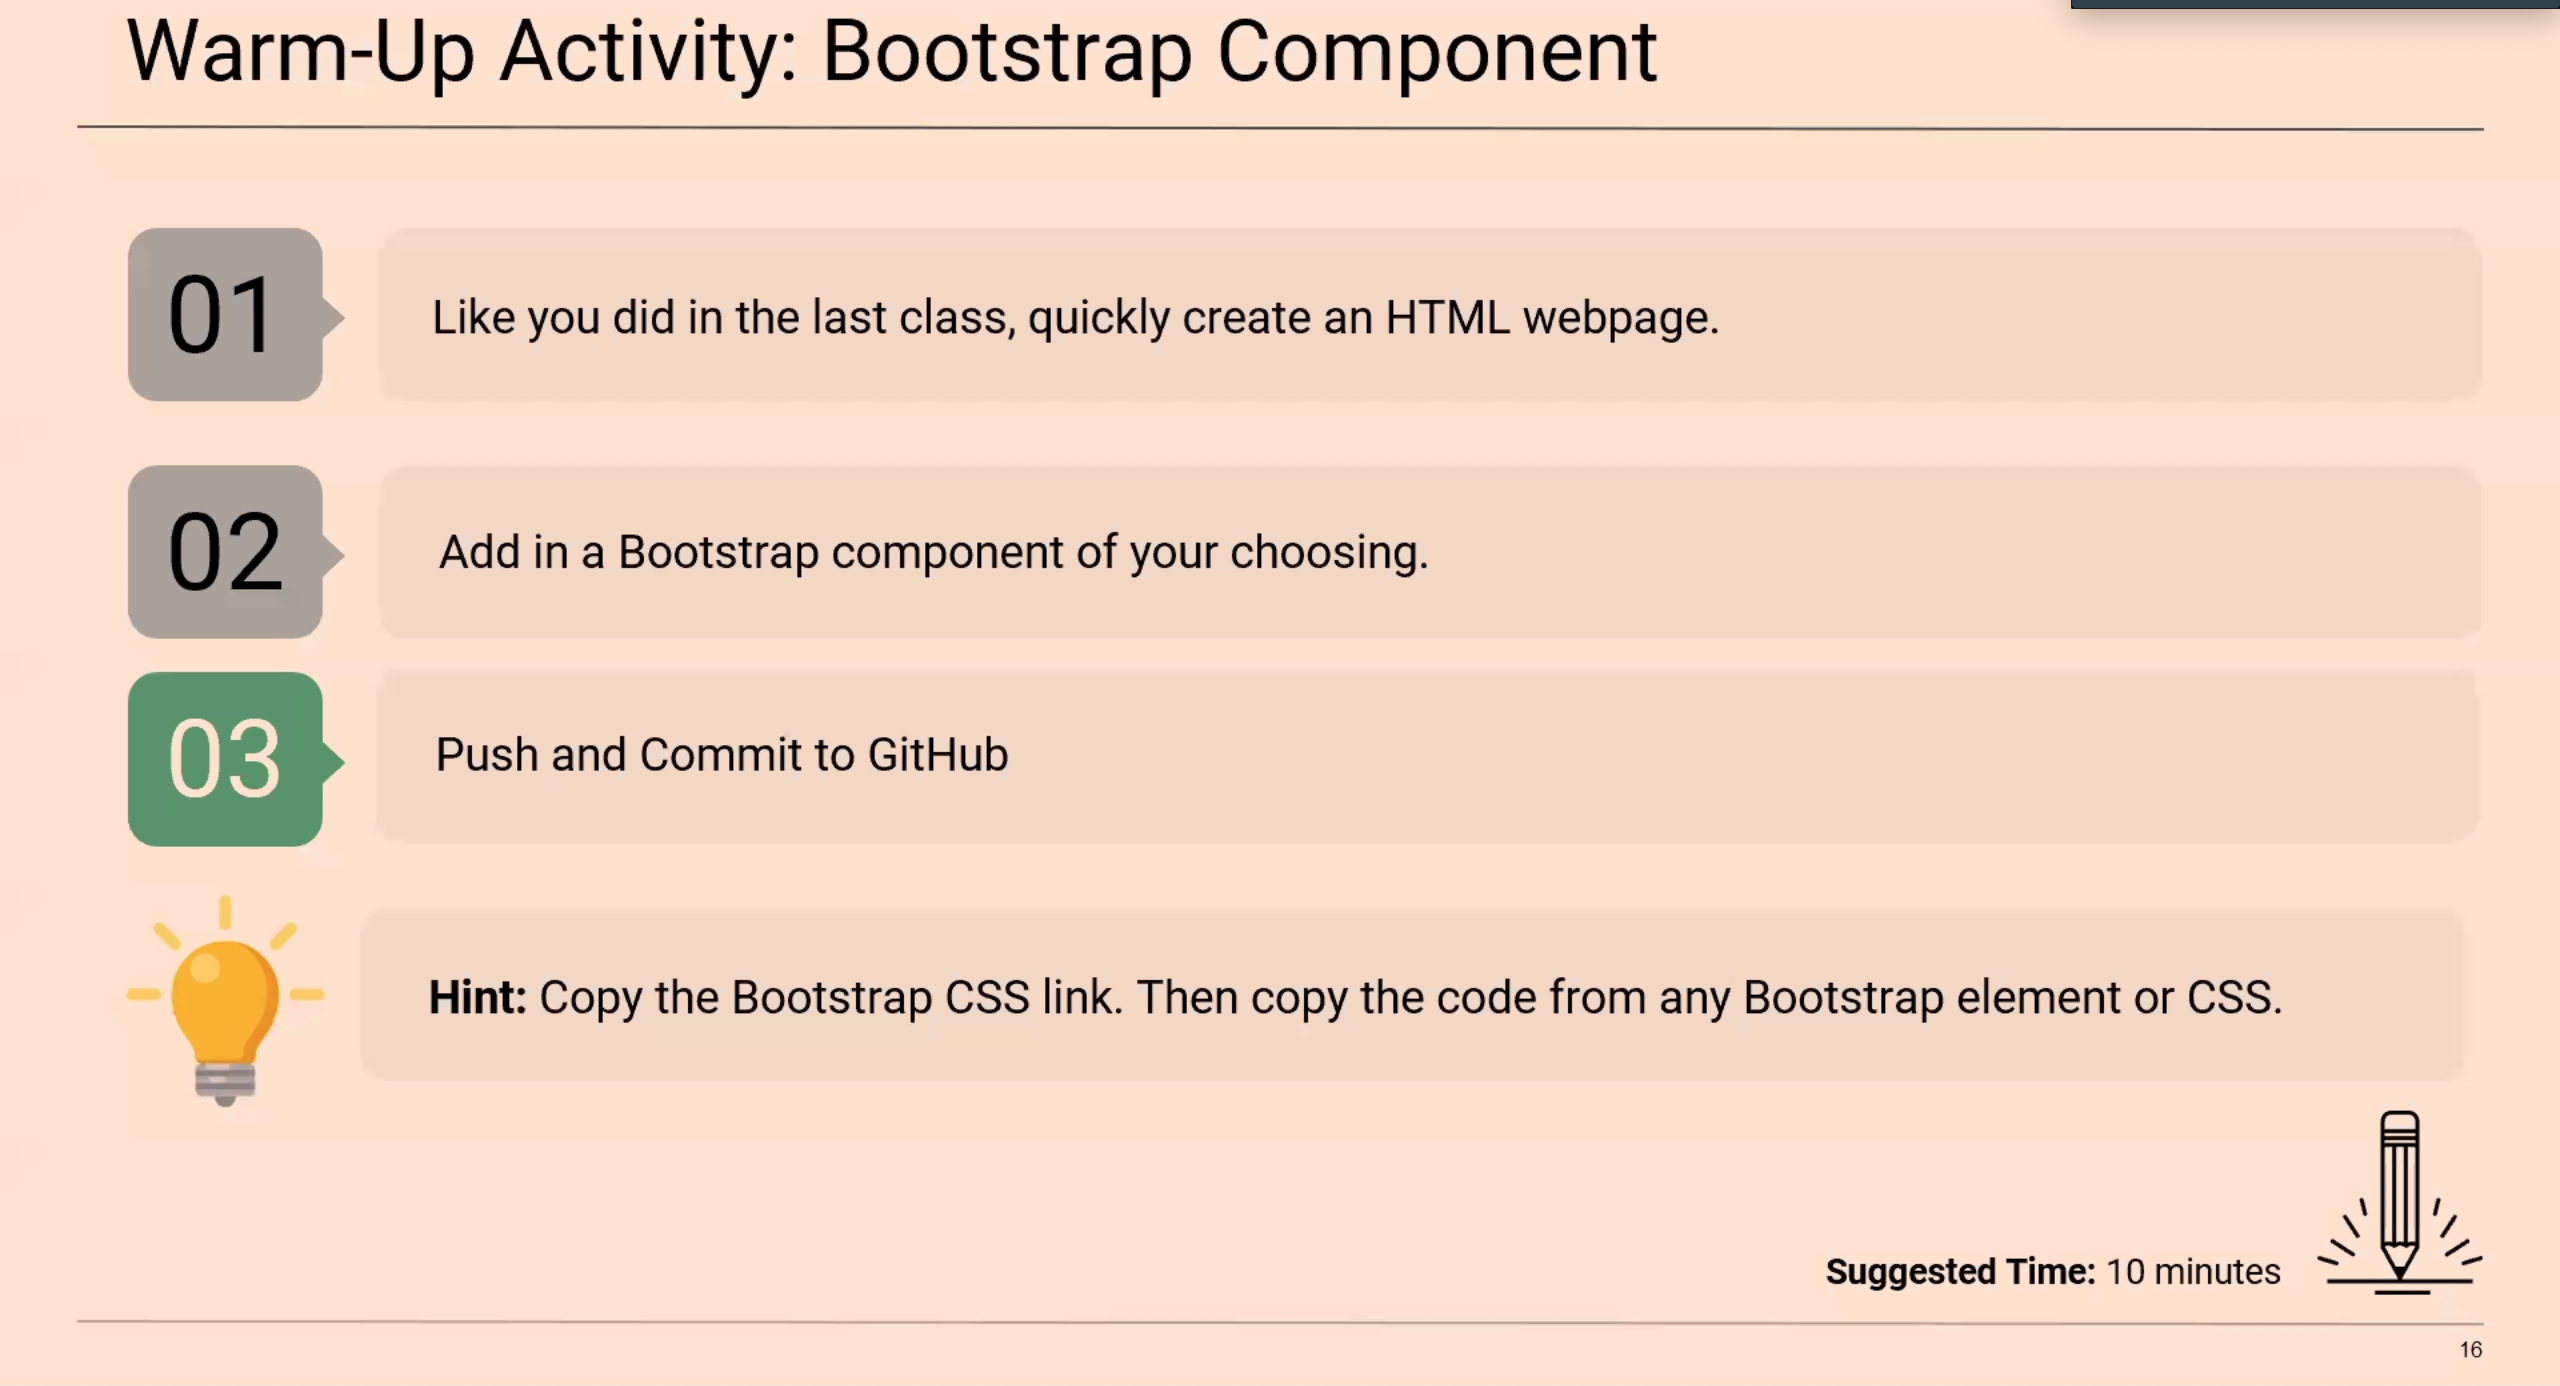 Warm-Up Activity: Bootstrap Component
01
Like you did in the last class, quickly create an HTML webpage.
02
Add in a Bootstrap component of your choosing.
03
Push and Commit to GitHub
Hint: Copy the Bootstrap CSS link. Then copy the code from any Bootstrap element or CSS.
Suggested Time: 10 minutes
16